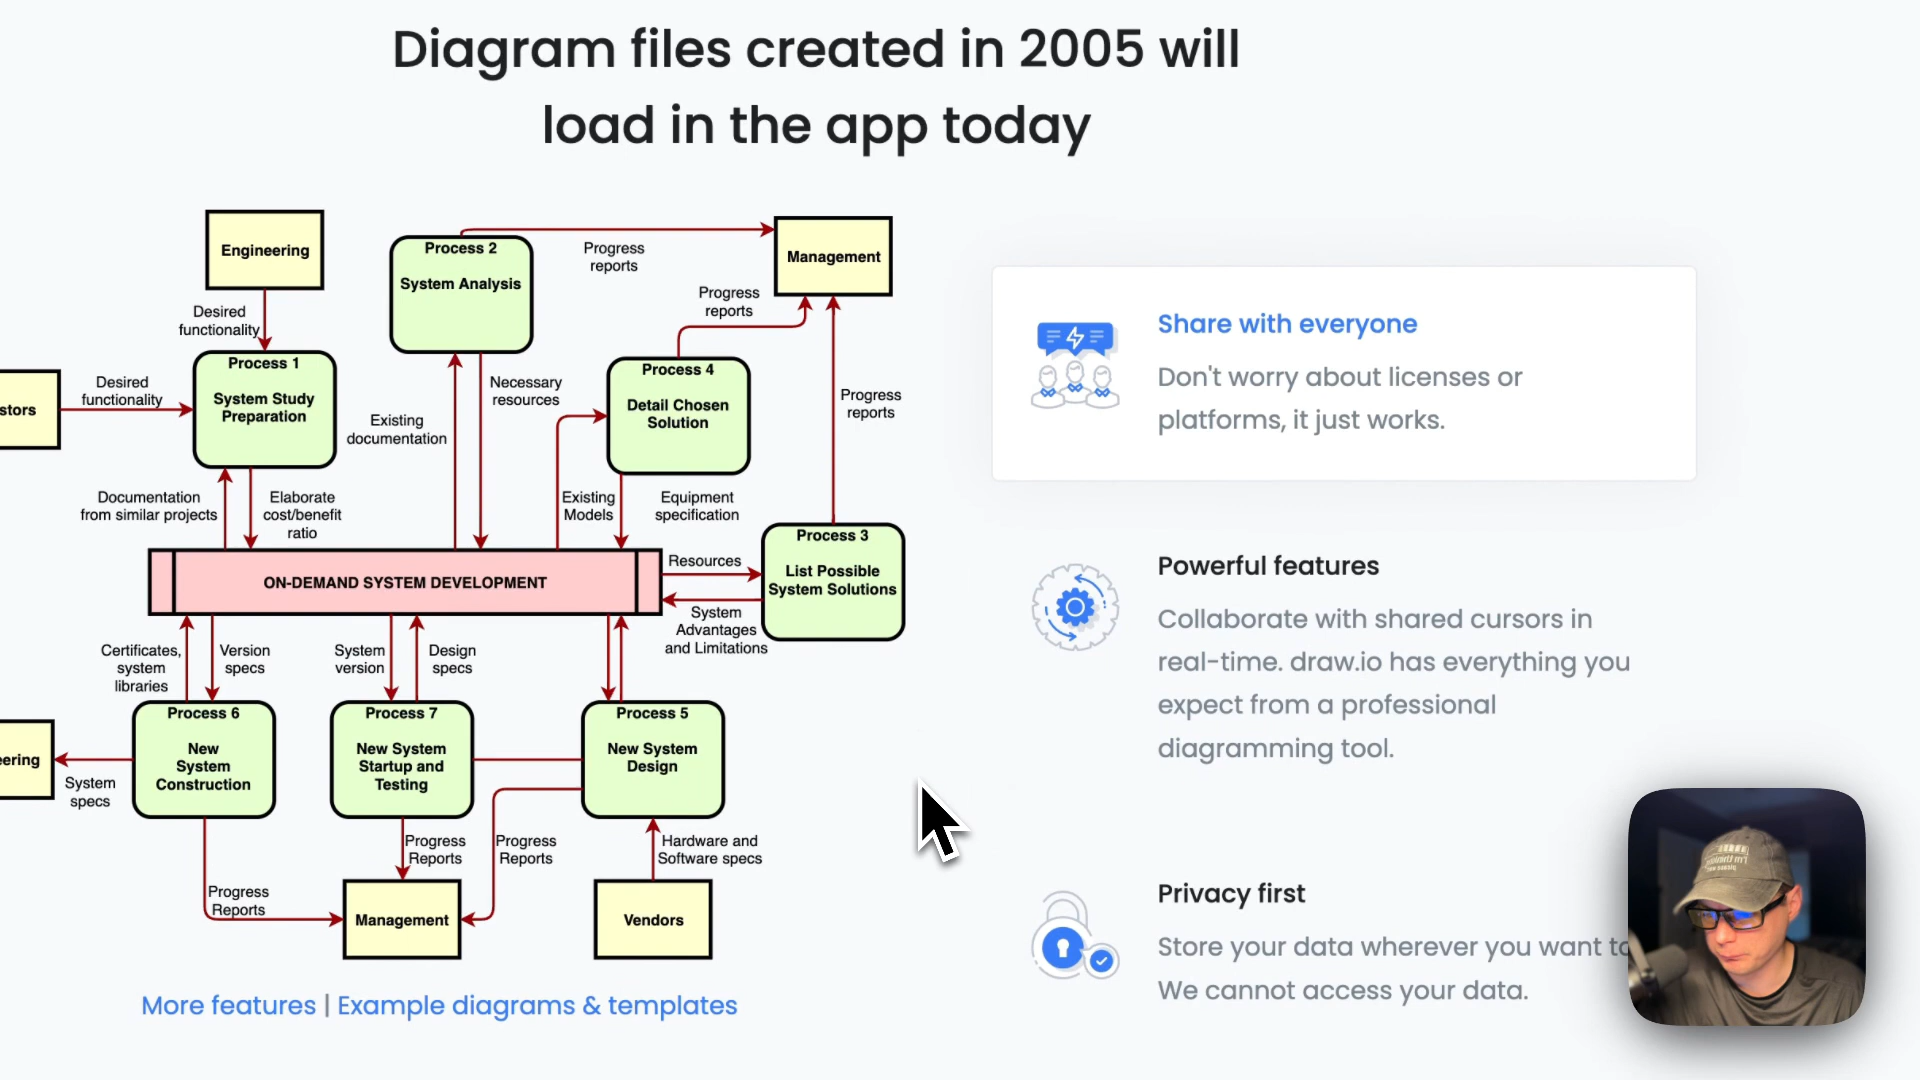 Diagram files created in 2005 will
load in the app today
Engineering
Process 2
System Analysis
Progress
reports
Management
Desired
functionality
Progress
reports
stors
Desired
functionality
Process 1
System Study
Preparation
Existing
documentation
Necessary
resources
Process 4
Detail Chosen
Solution
Progress
reports
Documentation
from similar projects
Elaborate
cost/benefit
ratio
Existing
Models
Equipment
specification
Process 3
List Possible
System Solutions
ON-DEMAND SYSTEM DEVELOPMENT
Resources
System
Advantages
and Limitations
Certificates,
system
libraries
Version
specs
System
version
Design
specs
eering
System
specs
Process 6
New
System
Construction
Process 7
New System
Startup and
Testing
Process 5
New System
Design
Progress
Reports
Progress
Reports
Progress
Reports
Hardware and
Software specs
Management
Vendors
More features | Example diagrams & templates
Share with everyone
Don't worry about licenses or
platforms, it just works.
Powerful features
Collaborate with shared cursors in
real-time. draw.io has everything you
expect from a professional
diagramming tool.
Privacy first
Store your data wherever you want to
We cannot access your data.